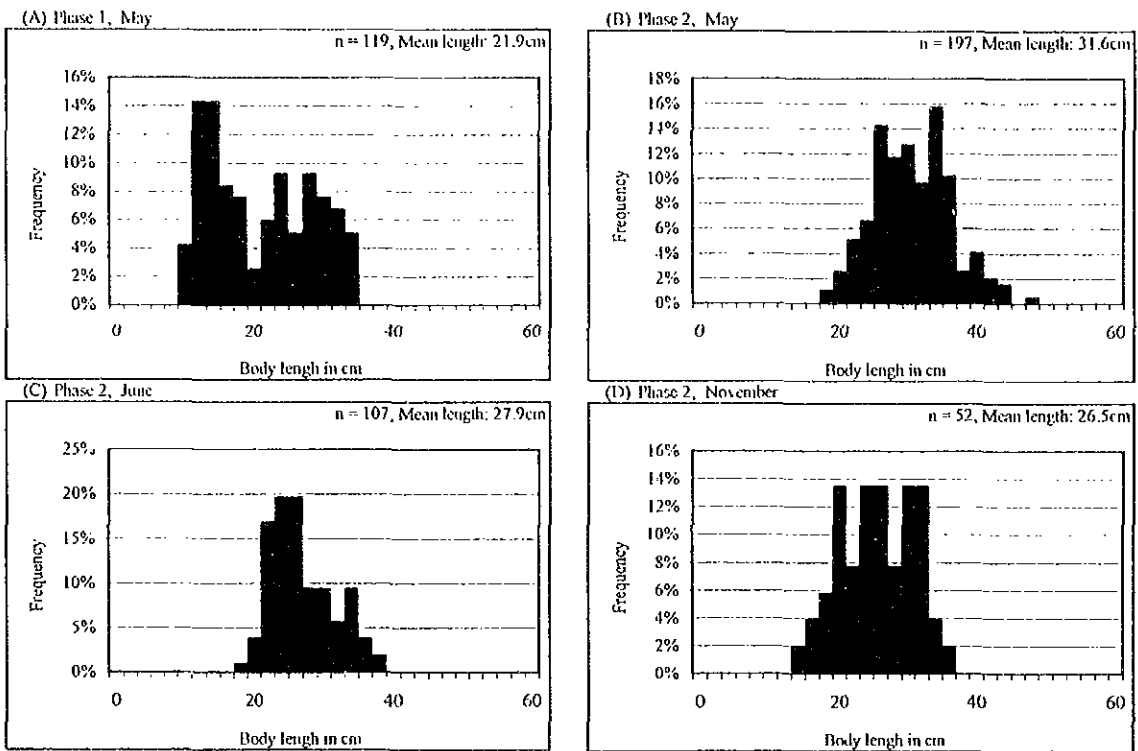 (A) Phase 1, May
n = 119, Mean length: 21.9cm
16%
14%
12%
10%
8%
6%
4%
2%
0%
Frequency
0 20 40 60
Body lengh in cm
(B) Phase 2, May
n = 197, Mean length: 31.6cm
18%
16%
14%
12%
10%
8%
6%
4%
2%
0%
Frequency
0 20 40 60
Body lengh in cm
(C) Phase 2, June
n = 107, Mean length: 27.9cm
25%
20%
15%
10%
5%
0%
Frequency
0 20 40 60
Body lengh in cm
(D) Phase 2, November
n = 52, Mean length: 26.5cm
16%
14%
12%
10%
8%
6%
4%
2%
0%
Frequency
0 20 40 60
Body lengh in cm